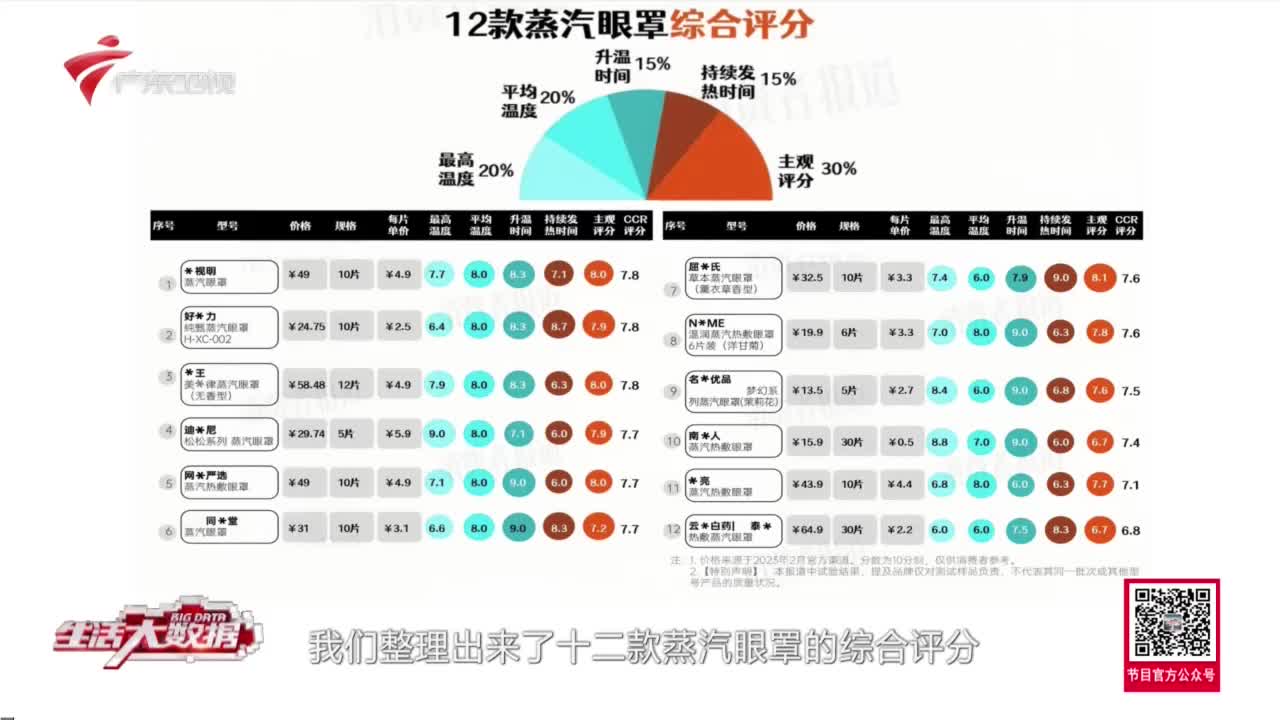 12款蒸汽眼罩综合评分
广东卫视
升温时间 15%
持续发热时间 15%
平均温度 20%
最高温度 20%
主观评分 30%
序号 型号 价格 规格 每片单价 最高温度 平均温度 升温时间 持续发热时间 主观评分 CCR评分
1 *视明 蒸汽眼罩 ¥49 10片 ¥4.9 7.7 8.0 8.3 7.1 8.0 7.8
2 好*力 纯甄蒸汽眼罩 H-XC-002 ¥24.75 10片 ¥2.5 6.4 8.0 8.3 8.7 7.9 7.8
3 *王 美*律蒸汽眼罩（无香型） ¥58.48 12片 ¥4.9 7.9 8.0 8.3 6.3 8.0 7.8
4 迪*尼 松松系列 蒸汽眼罩 ¥29.74 5片 ¥5.9 9.0 8.0 7.1 6.0 7.9 7.7
5 网*严选 蒸汽热敷眼罩 ¥49 10片 ¥4.9 7.1 8.0 9.0 6.0 8.0 7.7
6 同*堂 蒸汽眼罩 ¥31 10片 ¥3.1 6.6 8.0 9.0 8.3 7.2 7.7
序号 型号 价格 规格 每片单价 最高温度 平均温度 升温时间 持续发热时间 主观评分 CCR评分
7 屈*氏 草本蒸汽眼罩（薰衣草香型） ¥32.5 10片 ¥3.3 7.4 6.0 7.9 9.0 8.1 7.6
8 N*ME 温润蒸汽热敷眼罩 6片装（洋甘菊） ¥19.9 6片 ¥3.3 7.0 8.0 9.0 6.3 7.8 7.6
9 名*优品 梦幻系列蒸汽眼罩(茉莉花) ¥13.5 5片 ¥2.7 8.4 6.0 9.0 6.8 7.6 7.5
10 南*人 蒸汽热敷眼罩 ¥15.9 30片 ¥0.5 8.8 7.0 9.0 6.0 6.7 7.4
11 *亮 蒸汽热敷眼罩 ¥43.9 10片 ¥4.4 6.8 8.0 6.0 6.3 7.7 7.1
12 云*白药| 泰* 热敷蒸汽眼罩 ¥64.9 30片 ¥2.2 6.0 6.0 7.5 8.3 6.7 6.8
注：1. 价格来源于2023年2月官方渠道。分数为10分制，仅供消费者参考。
2.【特别声明】：本报道中试验结果，提及品牌仅对测试样品负责，不代表其同一批次或其他型
号产品的质量状况。
BIG DATA
生活大数据
我们整理出来了十二款蒸汽眼罩的综合评分
节目官方公众号